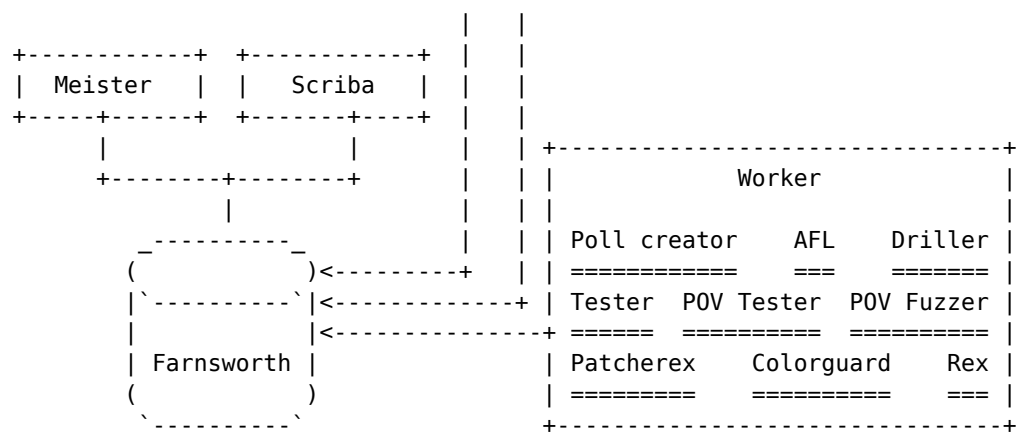 Meister Scriba
Worker
Poll creator AFL Driller
Tester POV Tester POV Fuzzer
Farnsworth
Patcherex Colorguard Rex